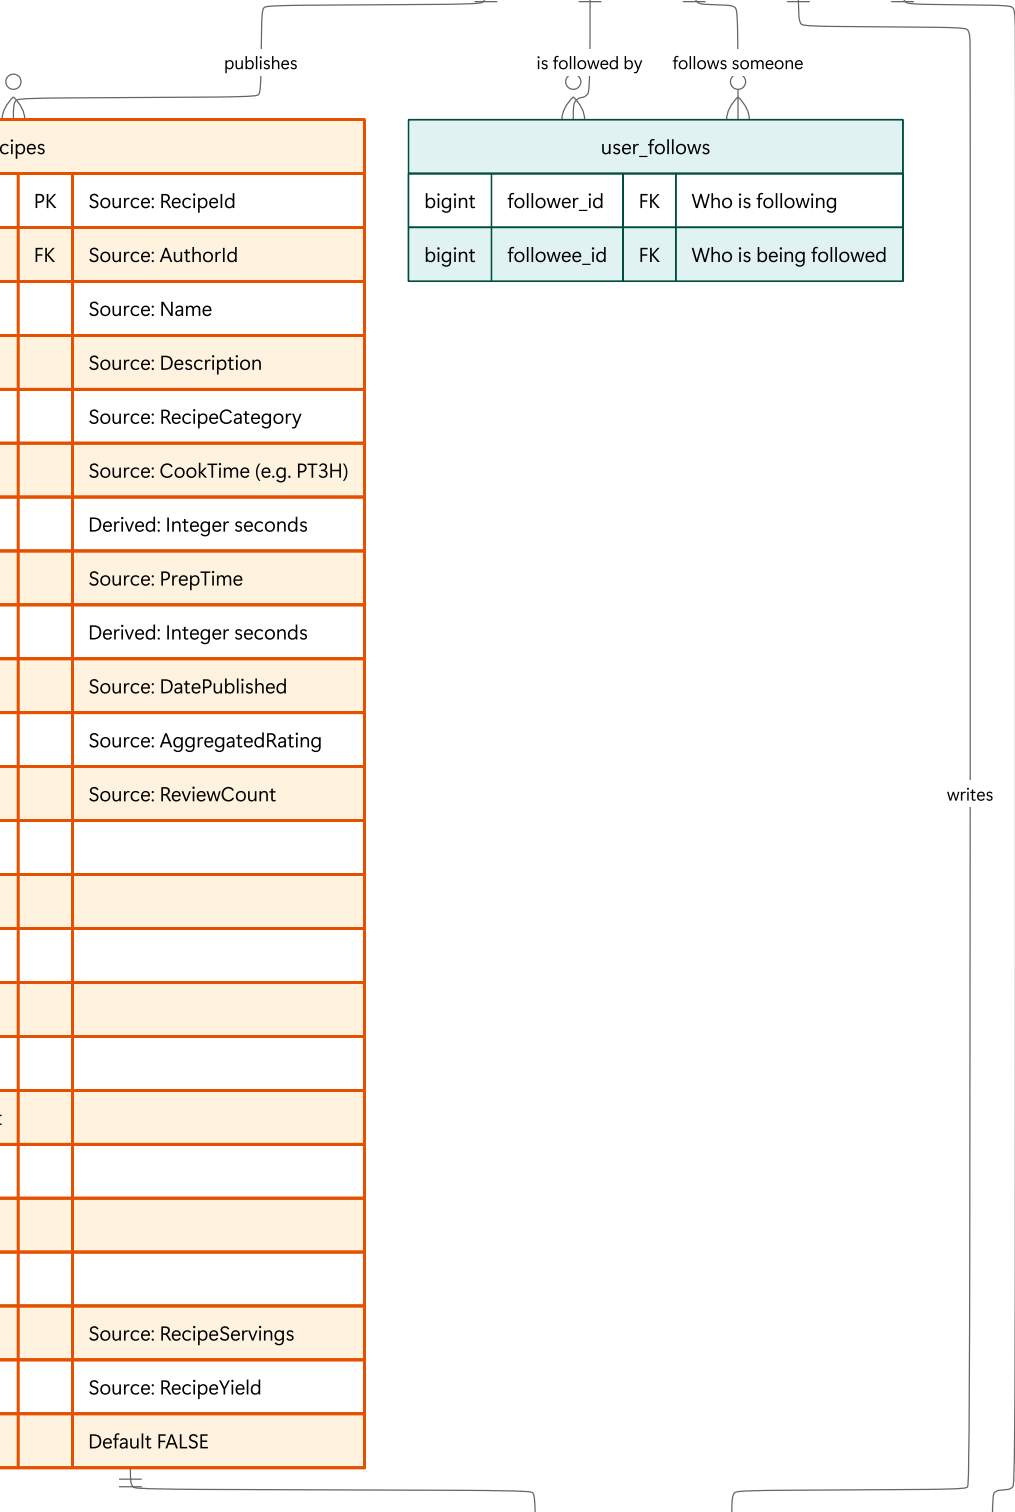 publishes
is followed by
follows someone
cipes
PK Source: RecipeId
FK Source: AuthorId
Source: Name
Source: Description
Source: RecipeCategory
Source: CookTime (e.g. PT3H)
Derived: Integer seconds
Source: PrepTime
Derived: Integer seconds
Source: DatePublished
Source: AggregatedRating
Source: ReviewCount
Source: RecipeServings
Source: RecipeYield
Default FALSE
user_follows
bigint follower_id FK Who is following
bigint followee_id FK Who is being followed
writes